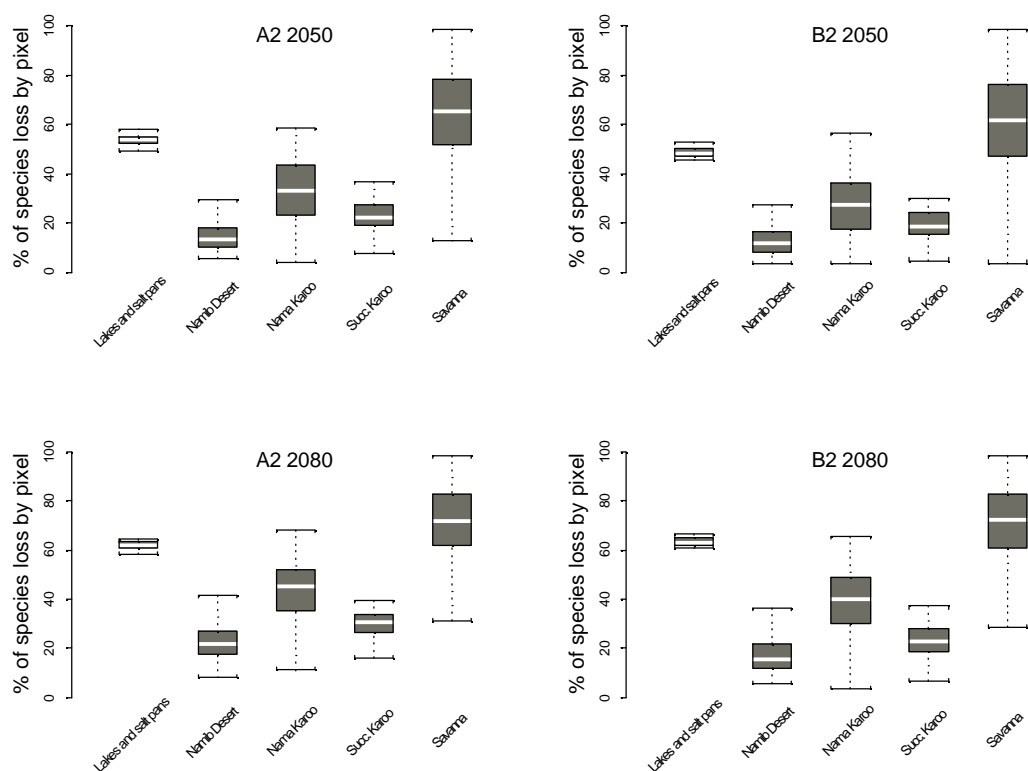 A2 2050
% of species loss by pixel
0 20 40 60 80 100
Lakes and salt pans
Namib Desert
Nama Karoo
Succ. Karoo
Savanna
B2 2050
% of species loss by pixel
0 20 40 60 80 100
Lakes and salt pans
Namib Desert
Nama Karoo
Succ. Karoo
Savanna
A2 2080
% of species loss by pixel
0 20 40 60 80 100
Lakes and salt pans
Namib Desert
Nama Karoo
Succ. Karoo
Savanna
B2 2080
% of species loss by pixel
0 20 40 60 80 100
Lakes and salt pans
Namib Desert
Nama Karoo
Succ. Karoo
Savanna